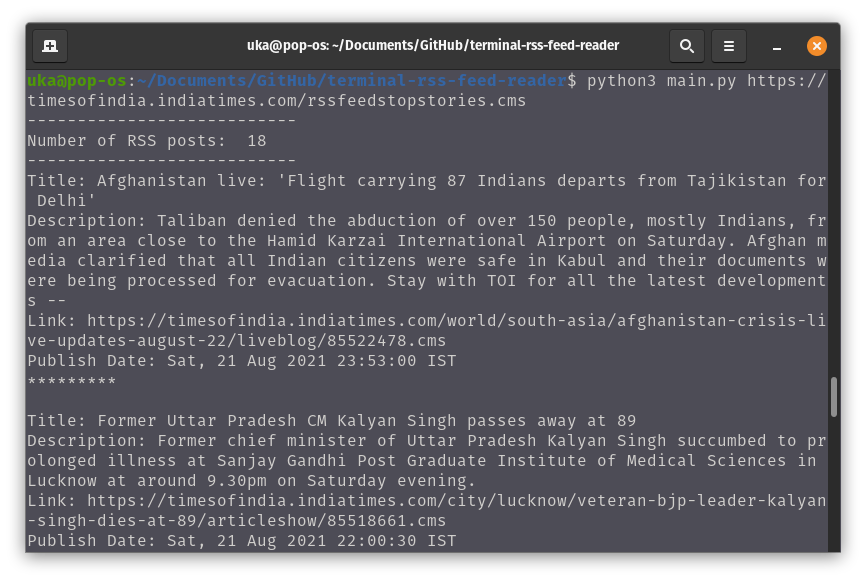 uka@pop-os: ~/Documents/GitHub/terminal-rss-feed-reader
uka@pop-os:~/Documents/GitHub/terminal-rss-feed-reader$ python3 main.py https://
timesofindia.indiatimes.com/rssfeedstopstories.cms
---------------------------
Number of RSS posts:  18
---------------------------
Title: Afghanistan live: 'Flight carrying 87 Indians departs from Tajikistan for
 Delhi'
Description: Taliban denied the abduction of over 150 people, mostly Indians, fr
om an area close to the Hamid Karzai International Airport on Saturday. Afghan m
edia clarified that all Indian citizens were safe in Kabul and their documents w
ere being processed for evacuation. Stay with TOI for all the latest development
s --
Link: https://timesofindia.indiatimes.com/world/south-asia/afghanistan-crisis-li
ve-updates-august-22/liveblog/85522478.cms
Publish Date: Sat, 21 Aug 2021 23:53:00 IST
*********
Title: Former Uttar Pradesh CM Kalyan Singh passes away at 89
Description: Former chief minister of Uttar Pradesh Kalyan Singh succumbed to pr
olonged illness at Sanjay Gandhi Post Graduate Institute of Medical Sciences in
Lucknow at around 9.30pm on Saturday evening.
Link: https://timesofindia.indiatimes.com/city/lucknow/veteran-bjp-leader-kalyan
-singh-dies-at-89/articleshow/85518661.cms
Publish Date: Sat, 21 Aug 2021 22:00:30 IST